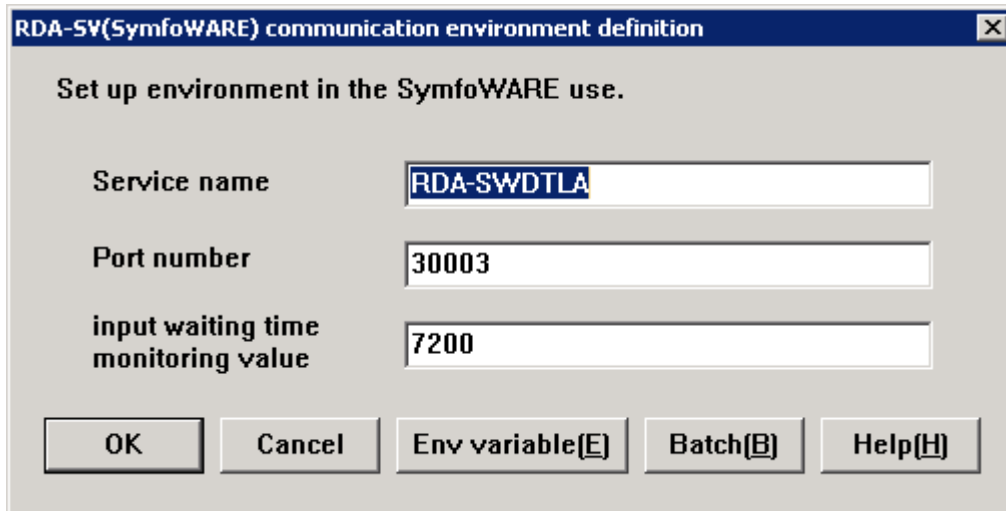 RDA-SV(SymfoWARE) communication environment definition
Set up environment in the SymfoWARE use.
Service name
RDA-SWDTLA
Port number
30003
input waiting time
monitoring value
7200
OK
Cancel
Env variable(E)
Batch(B)
Help(H)